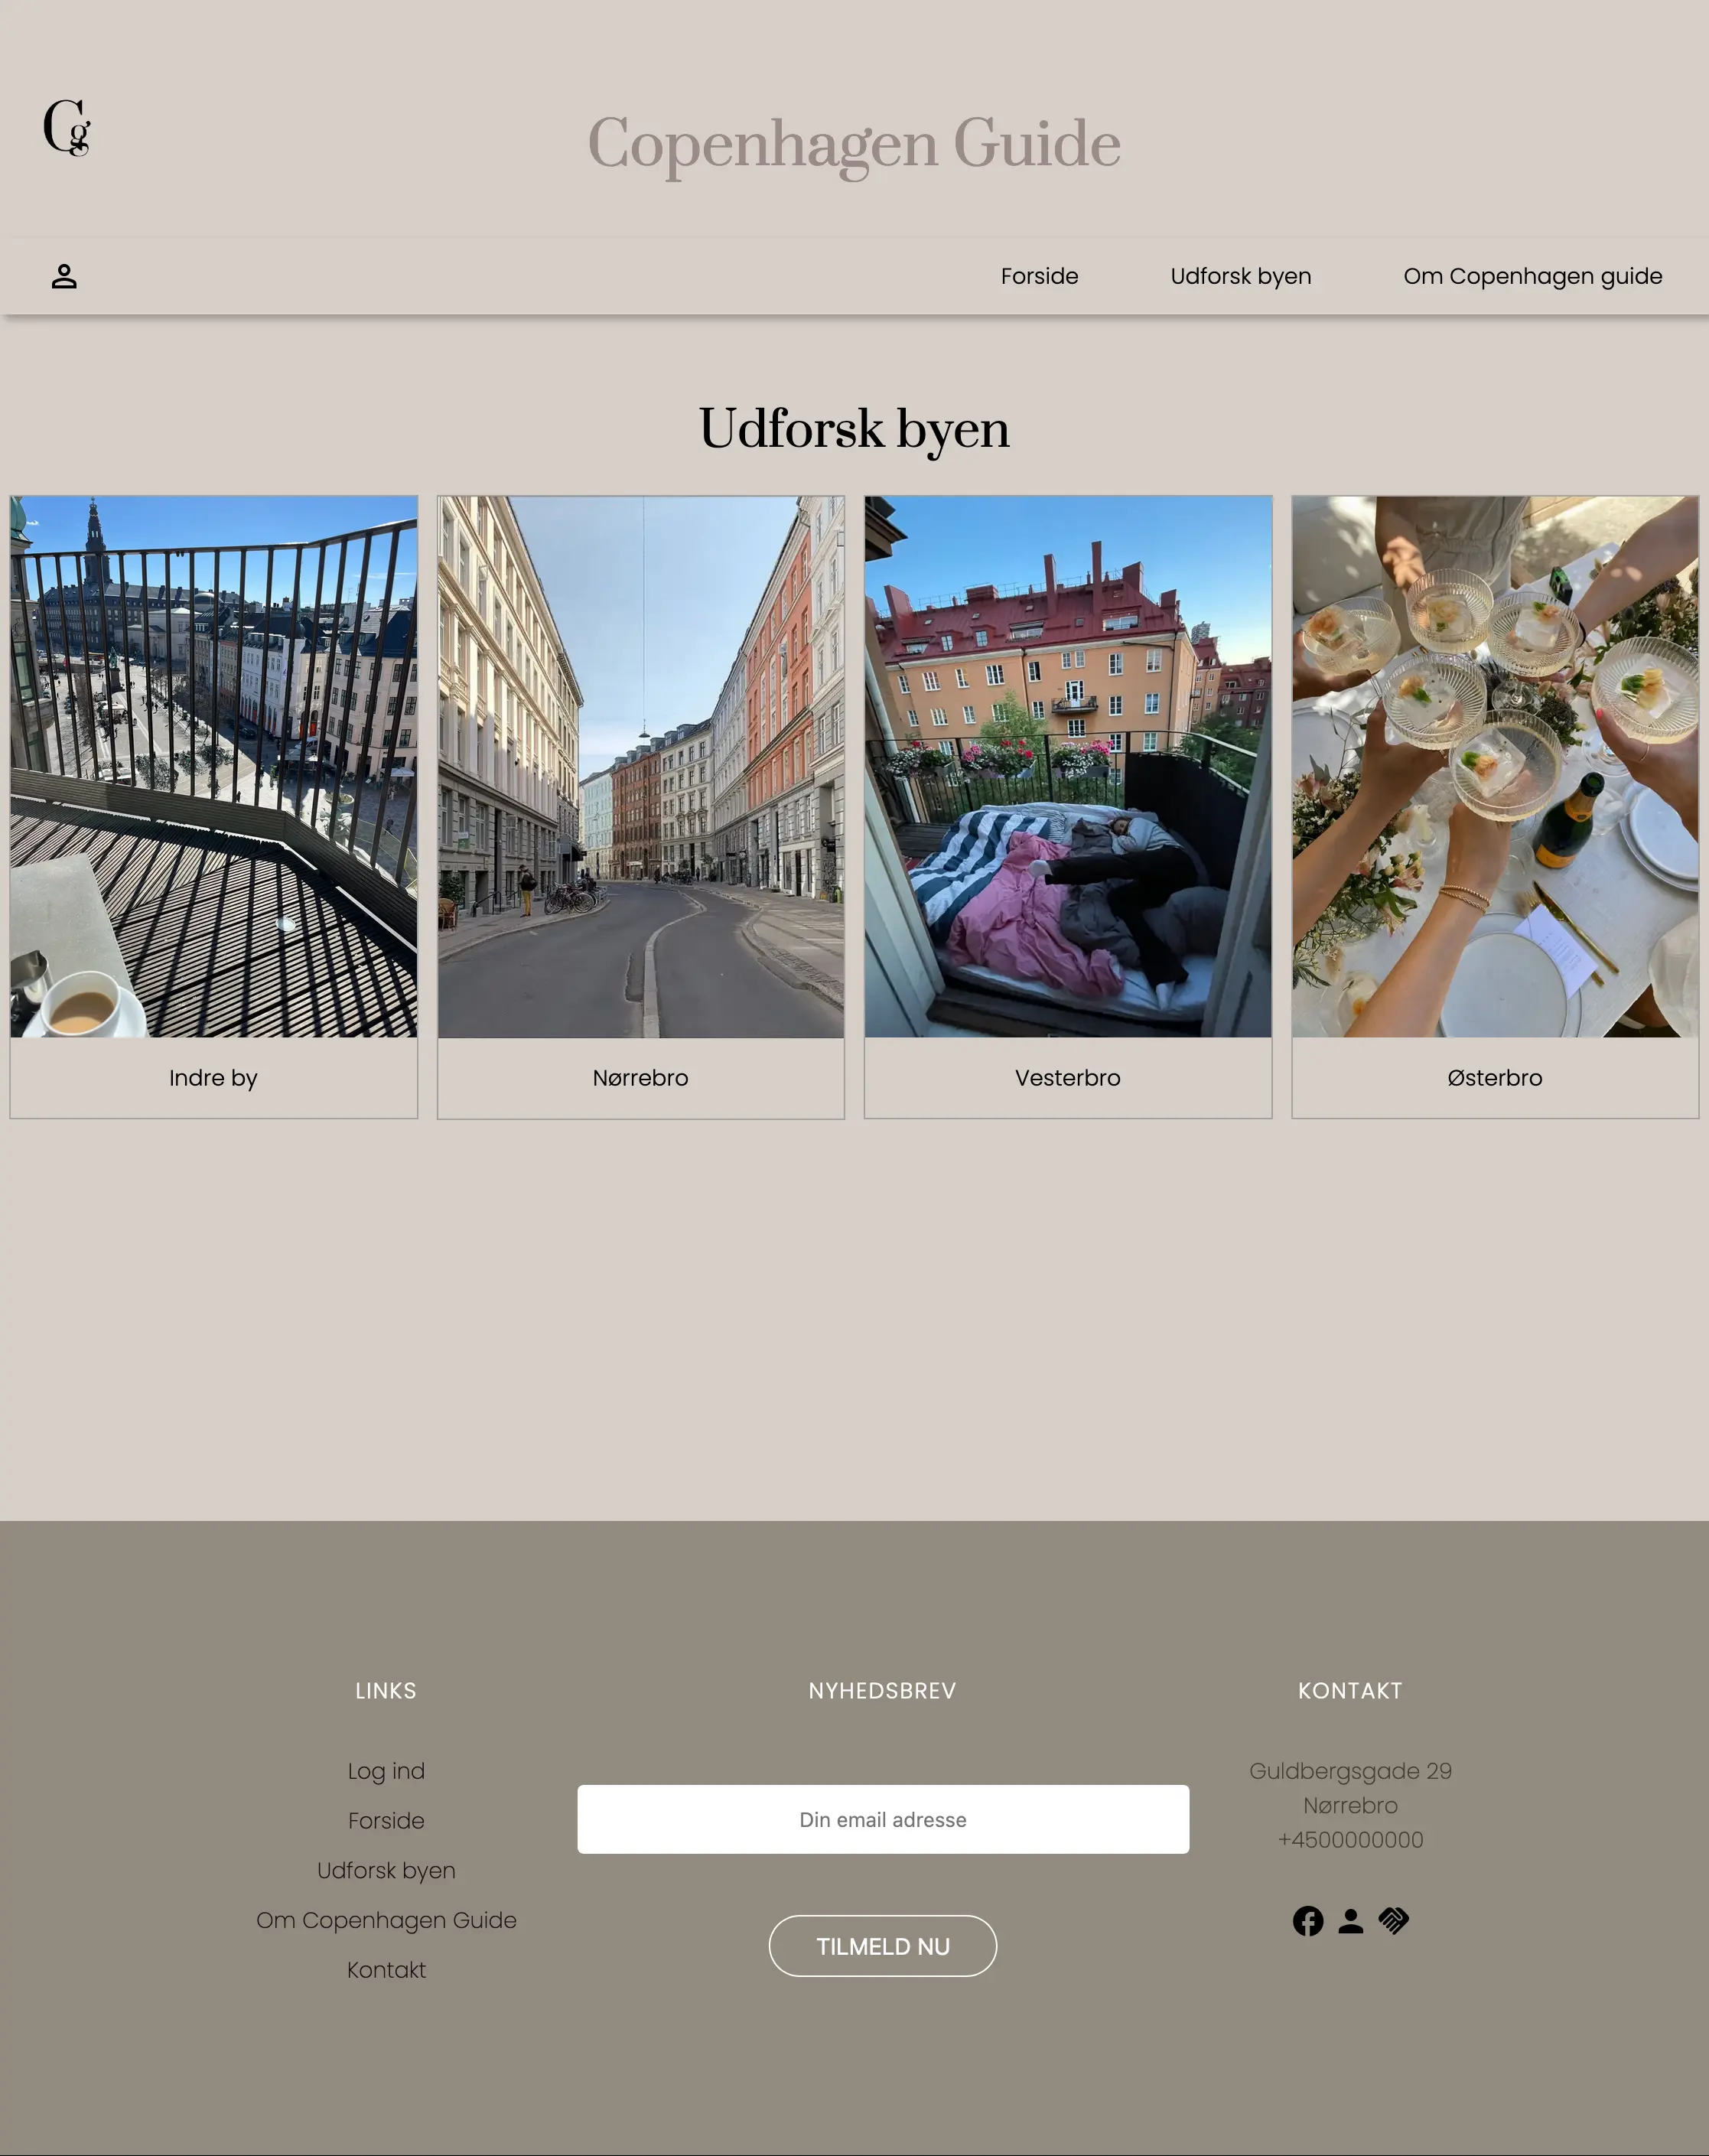 Cg
Copenhagen Guide
Forside
Udforsk byen
Om Copenhagen guide
Udforsk byen
Indre by
Nørrebro
Vesterbro
Østerbro
LINKS
Log ind
Forside
Udforsk byen
Om Copenhagen Guide
Kontakt
NYHEDSBREV
Din email adresse
TILMELD NU
KONTAKT
Guldbergsgade 29
Nørrebro
+4500000000